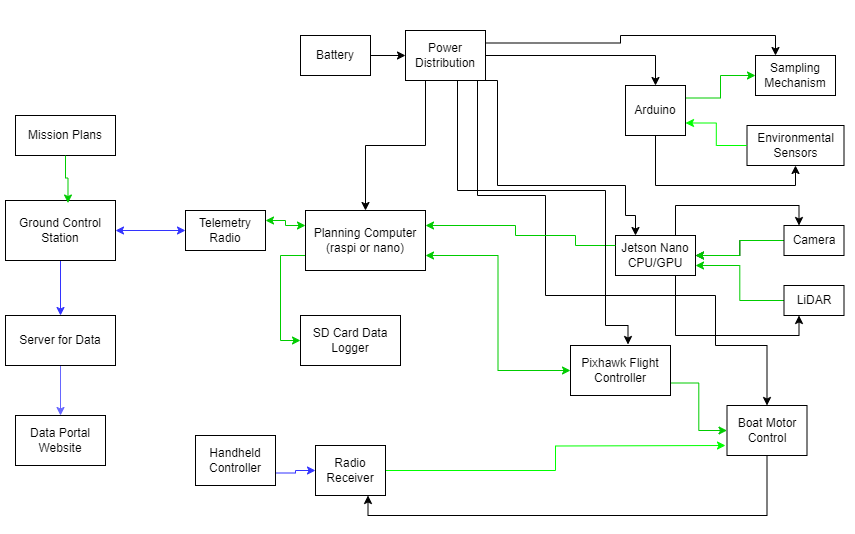 Battery
Power
Distribution
Sampling
Mechanism
Arduino
Mission Plans
Environmental
Sensors
Ground Control
Station
Telemetry
Radio
Planning Computer
(raspi or nano)
Jetson Nano
CPU/GPU
Camera
LiDAR
Server for Data
SD Card Data
Logger
Pixhawk Flight
Controller
Data Portal
Website
Handheld
Controller
Radio
Receiver
Boat Motor
Control